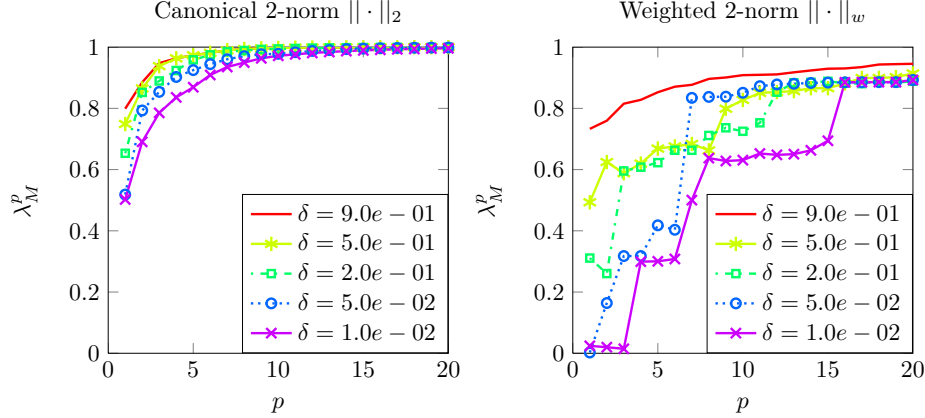 Canonical 2-norm || · ||₂
λ_M^p
1
0.8
0.6
0.4
0.2
0
0 5 10 15 20
p
δ = 9.0e − 01
δ = 5.0e − 01
δ = 2.0e − 01
δ = 5.0e − 02
δ = 1.0e − 02
Weighted 2-norm || · ||_w
λ_M^p
1
0.8
0.6
0.4
0.2
0
0 5 10 15 20
p
δ = 9.0e − 01
δ = 5.0e − 01
δ = 2.0e − 01
δ = 5.0e − 02
δ = 1.0e − 02